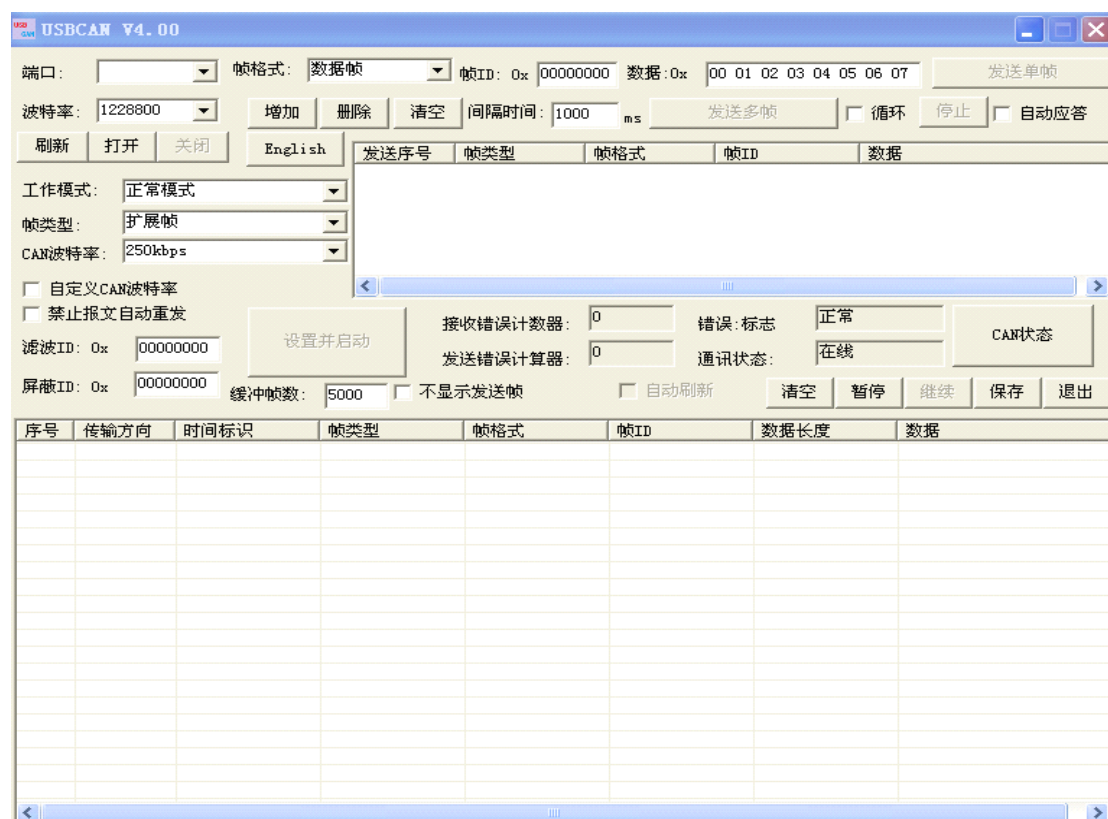 USB CAN USBCAN V4.00
端口: 帧格式: 数据帧 帧ID: 0x 00000000 数据:0x 00 01 02 03 04 05 06 07 发送单帧
波特率: 1228800 增加 删除 清空 间隔时间: 1000 ms 发送多帧 循环 停止 自动应答
刷新 打开 关闭 English
发送序号 帧类型 帧格式 帧ID 数据
工作模式: 正常模式
帧类型: 扩展帧
CAN波特率: 250kbps
自定义CAN波特率
禁止报文自动重发
设置并启动
接收错误计数器: 0 错误:标志 正常 CAN状态
滤波ID: 0x 00000000
发送错误计算器: 0 通讯状态: 在线
屏蔽ID: 0x 00000000 缓冲帧数: 5000 不显示发送帧 自动刷新 清空 暂停 继续 保存 退出
序号 传输方向 时间标识 帧类型 帧格式 帧ID 数据长度 数据